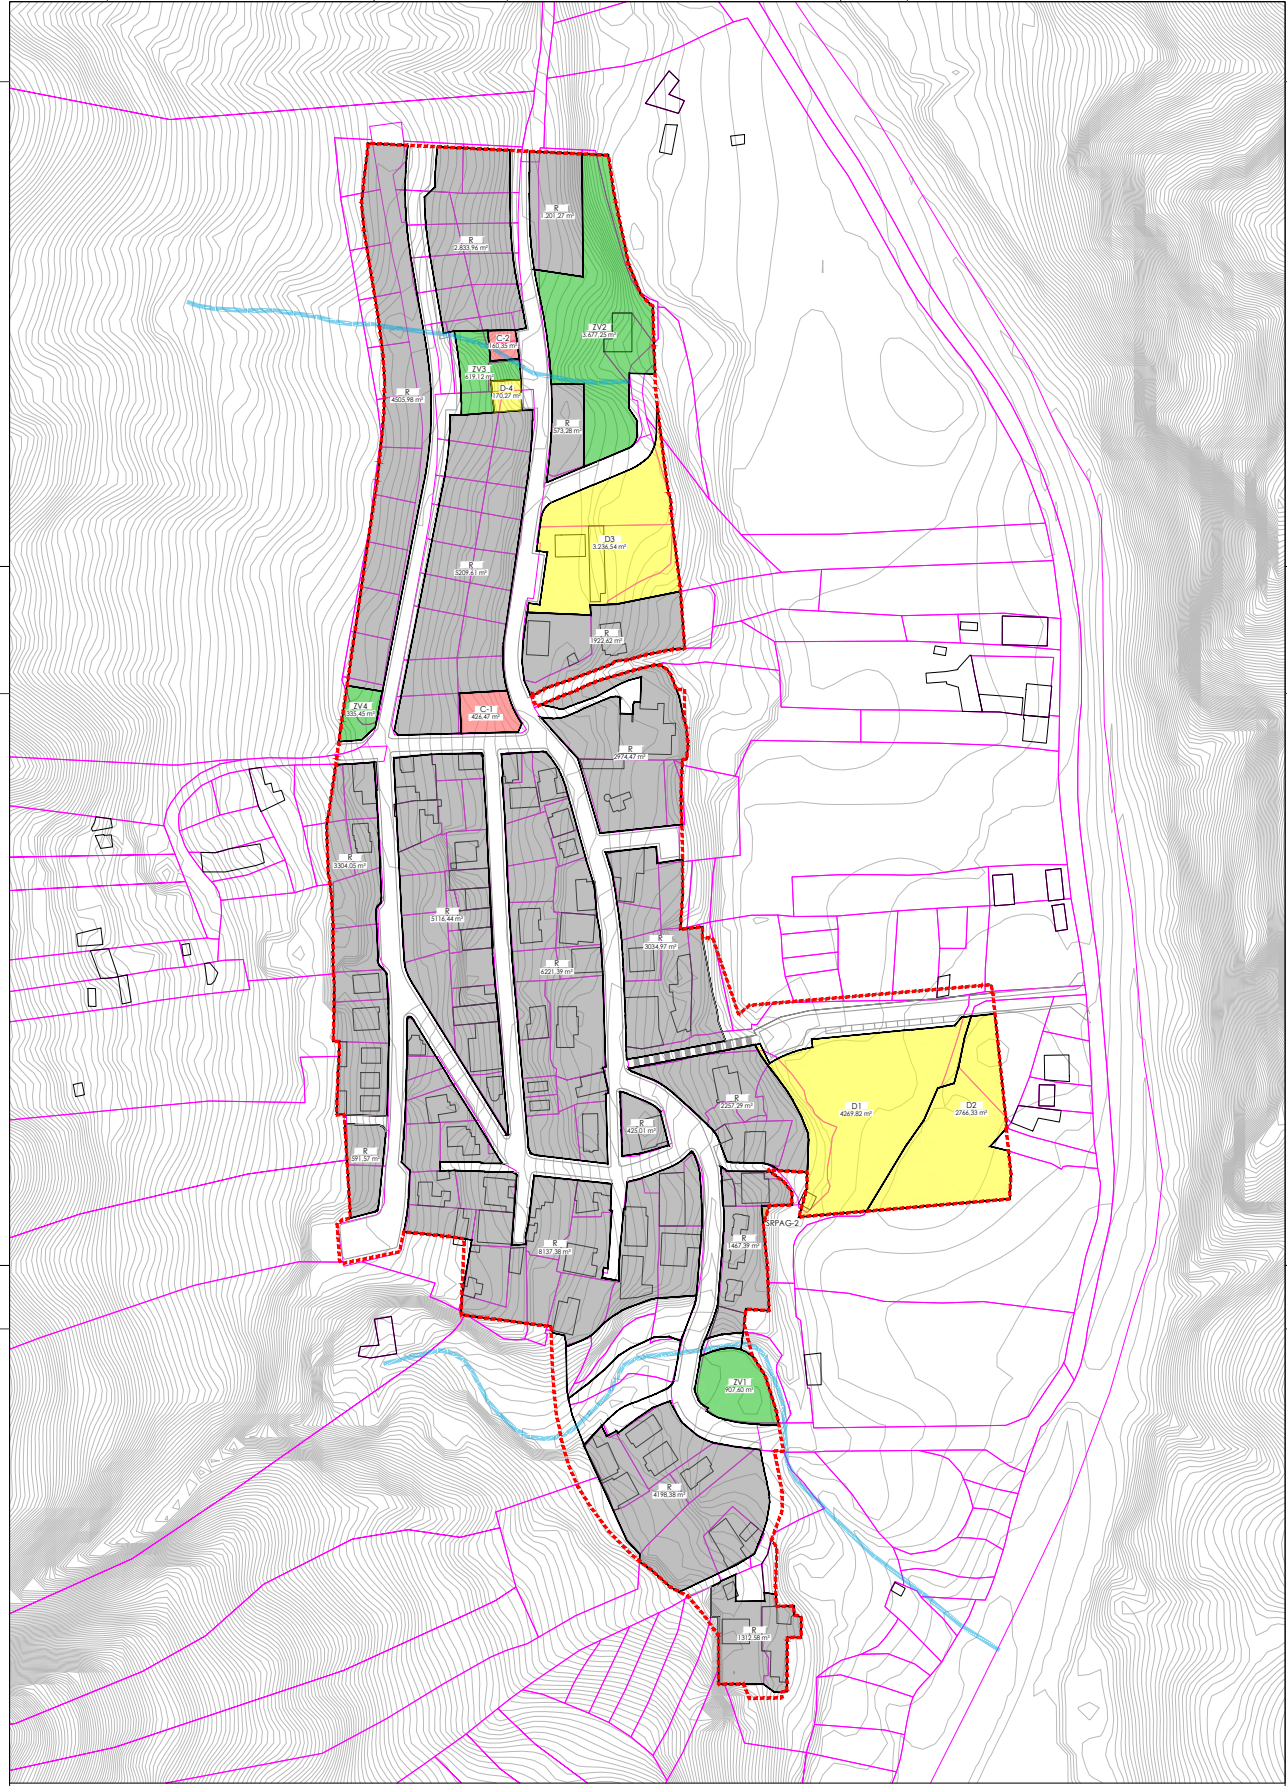 R
1.201,27 m²
R
2.833,96 m²
ZV2
3.677,25 m²
C-2
160,35 m²
ZV3
619,12 m²
D-4
170,27 m²
R
4505,98 m²
R
573,28 m²
D3
3.236,54 m²
R
5209,61 m²
R
1922,62 m²
ZV4
335,45 m²
C-1
426,47 m²
R
2974,47 m²
R
3304,05 m²
R
5116,44 m²
R
3034,97 m²
R
6221,39 m²
R
2257,29 m²
D1
4269,82 m²
D2
2766,33 m²
R
425,01 m²
R
591,57 m²
SRPAG-2
R
1467,39 m²
R
8137,38 m²
ZV1
907,60 m²
R
4198,38 m²
R
1312,58 m²